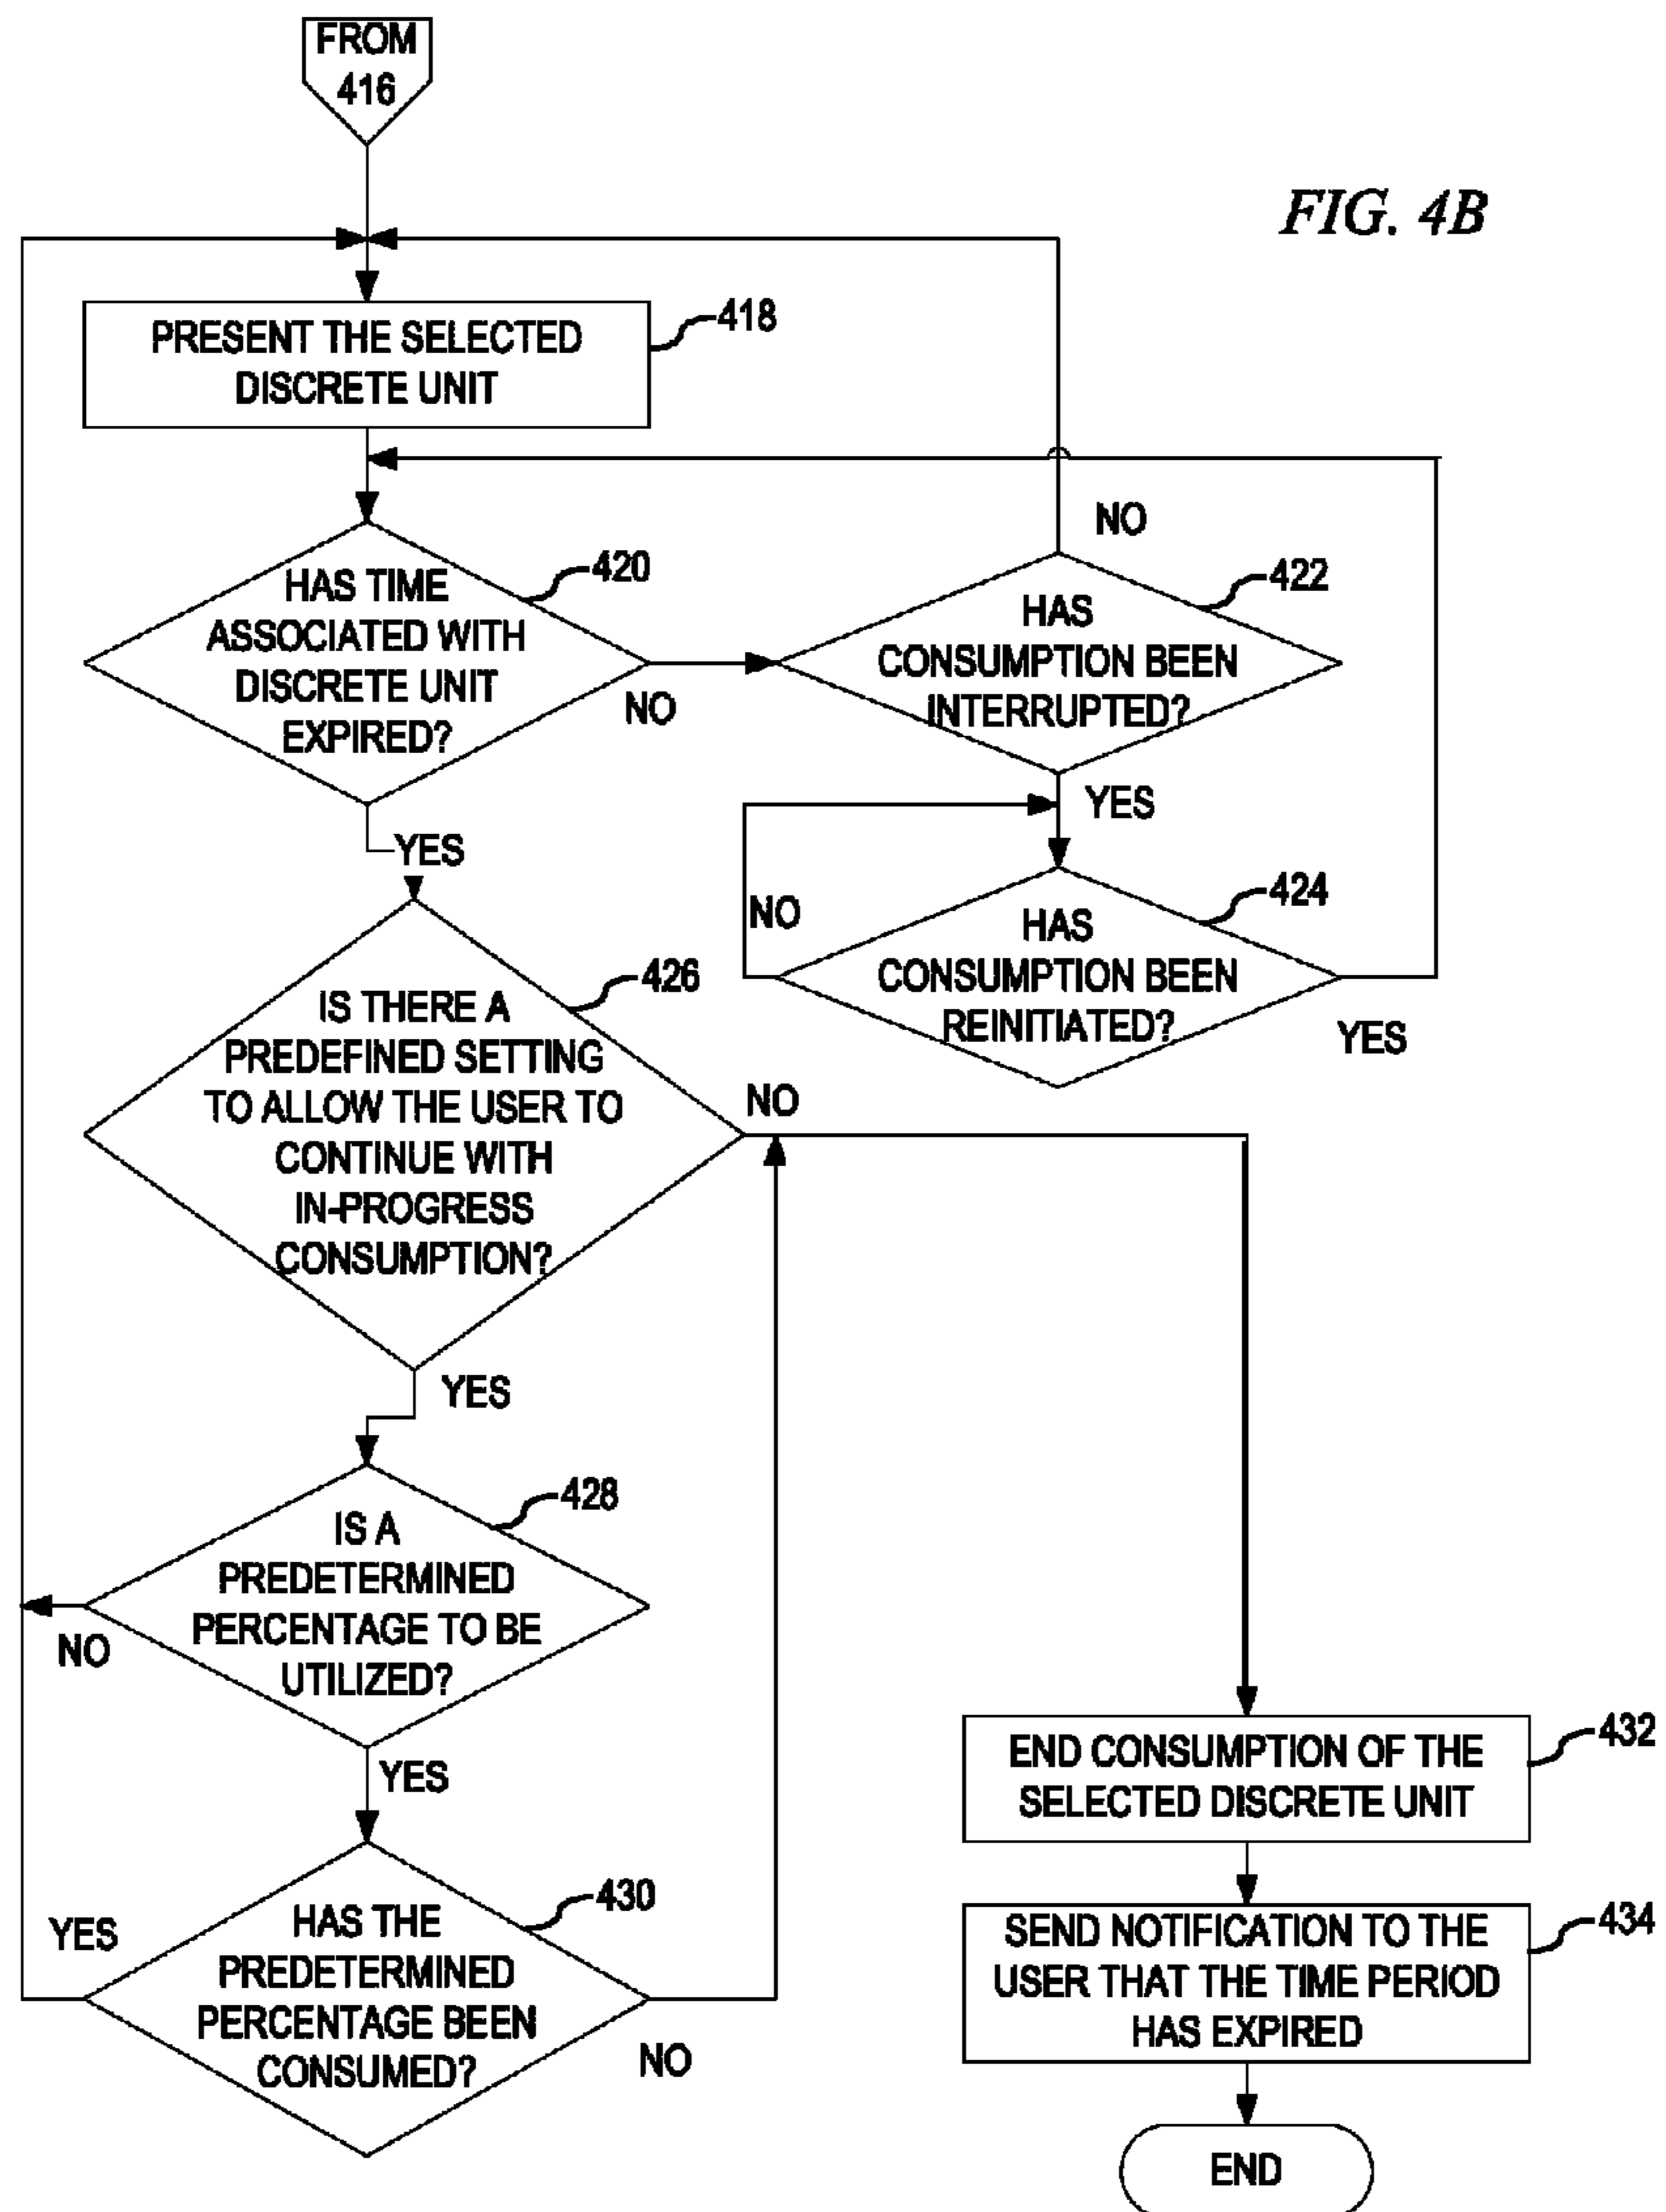 FROM
416
FIG. 4B
PRESENT THE SELECTED
DISCRETE UNIT
418
HAS TIME
ASSOCIATED WITH
DISCRETE UNIT
EXPIRED?
420
NO
YES
HAS
CONSUMPTION BEEN
INTERRUPTED?
422
NO
YES
HAS
CONSUMPTION BEEN
REINITIATED?
424
NO
YES
IS THERE A
PREDEFINED SETTING
TO ALLOW THE USER TO
CONTINUE WITH
IN-PROGRESS
CONSUMPTION?
426
NO
YES
IS A
PREDETERMINED
PERCENTAGE TO BE
UTILIZED?
428
NO
YES
HAS THE
PREDETERMINED
PERCENTAGE BEEN
CONSUMED?
430
YES
NO
END CONSUMPTION OF THE
SELECTED DISCRETE UNIT
432
SEND NOTIFICATION TO THE
USER THAT THE TIME PERIOD
HAS EXPIRED
434
END